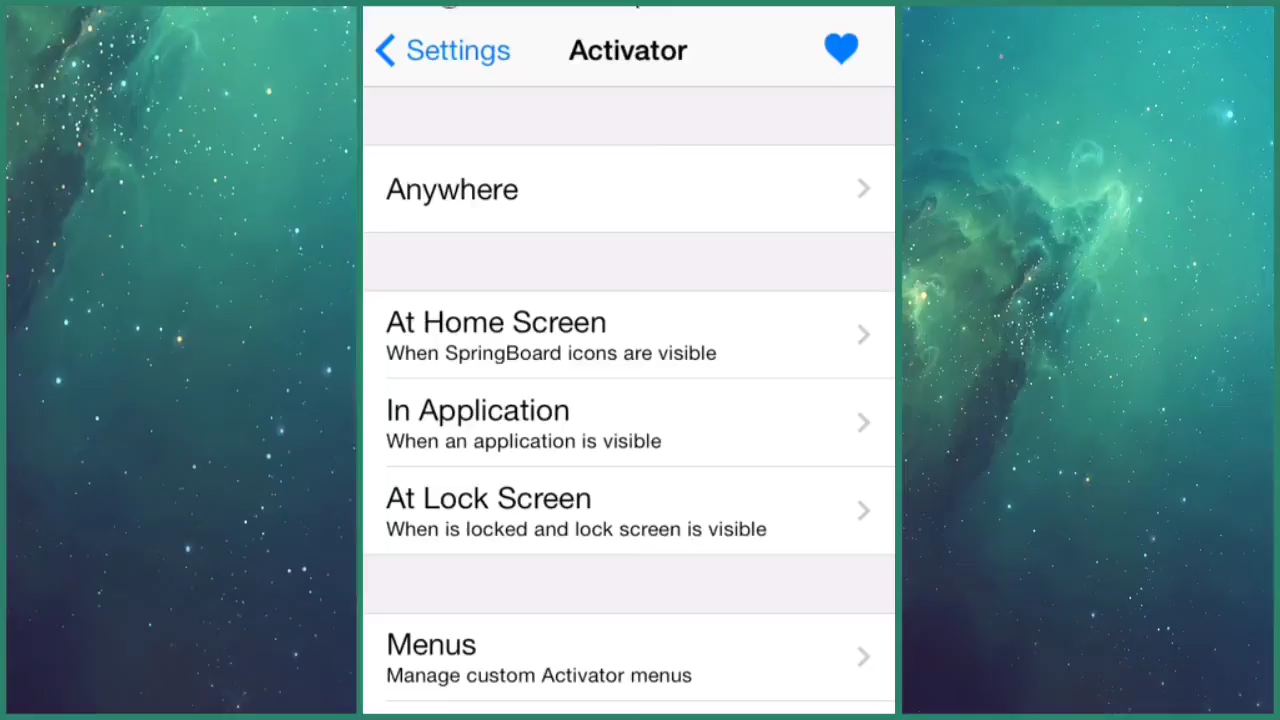 Settings
Activator
Anywhere
At Home Screen
When SpringBoard icons are visible
In Application
When an application is visible
At Lock Screen
When is locked and lock screen is visible
Menus
Manage custom Activator menus